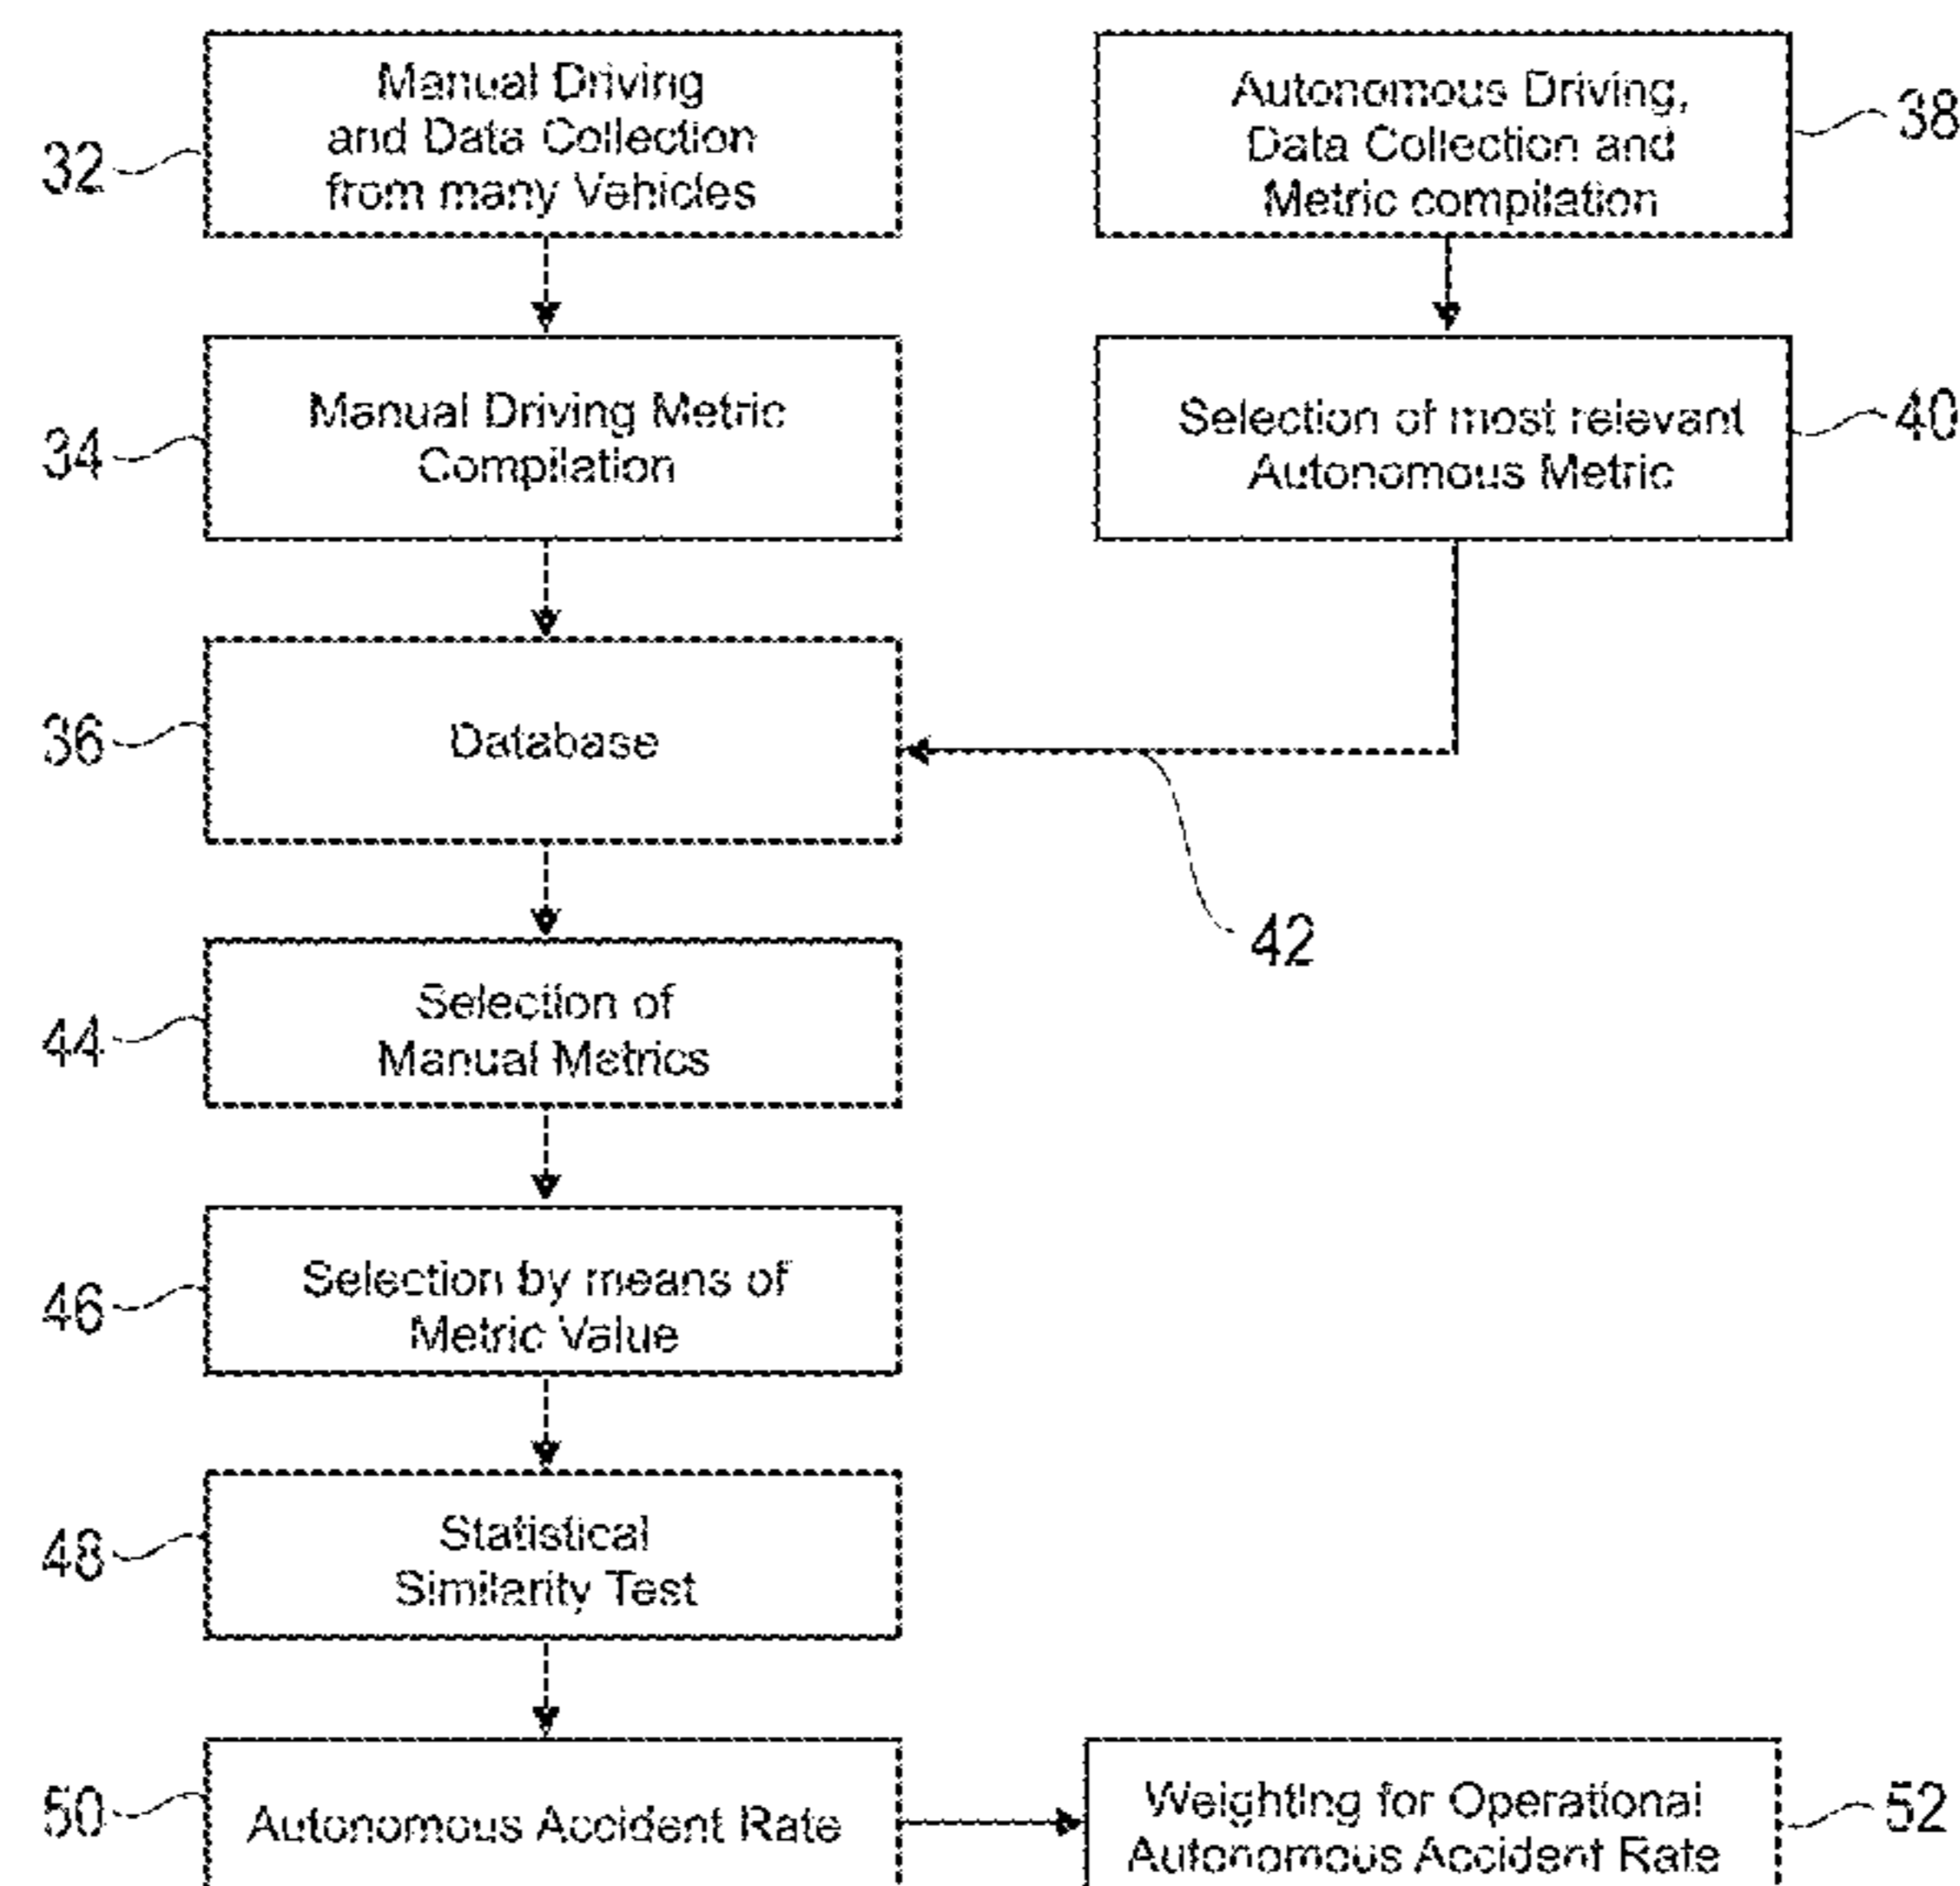 32
Manual Driving
and Data Collection
from many Vehicles
Autonomous Driving,
Data Collection and
Metric compilation
38
34
Manual Driving Metric
Compilation
Selection of most relevant
Autonomous Metric
40
36
Database
42
44
Selection of
Manual Metrics
46
Selection by means of
Metric Value
48
Statistical
Similarity Test
50
Autonomous Accident Rate
Weighting for Operational
Autonomous Accident Rate
52